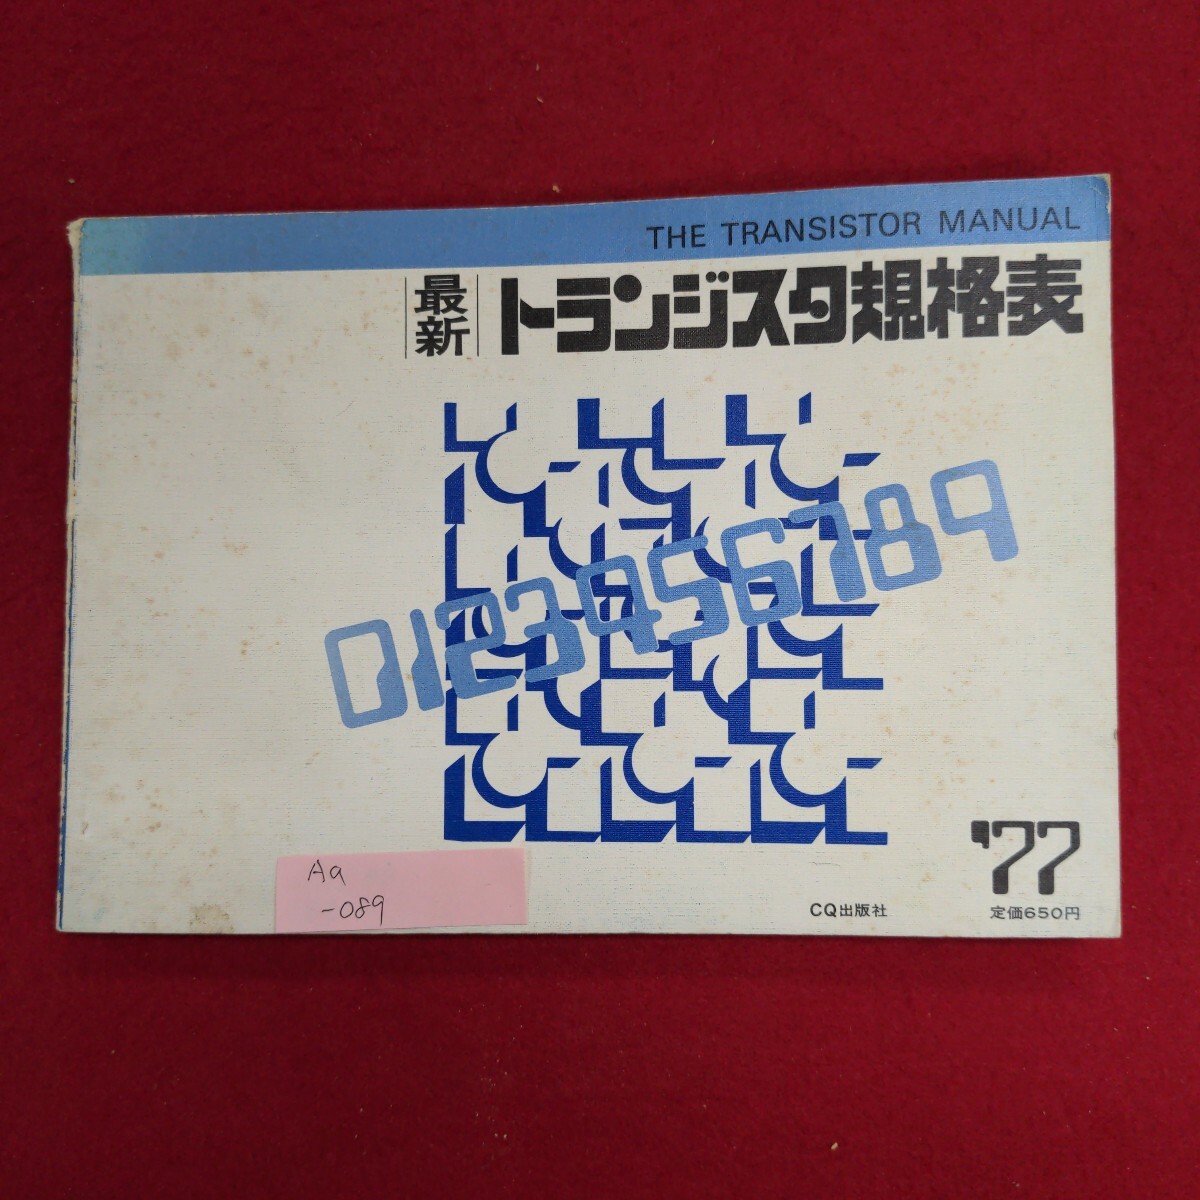 THE TRANSISTOR MANUAL
最新 トランジスタ規格表
0123456789
'77
Aa
-089
CQ出版社
定価650円